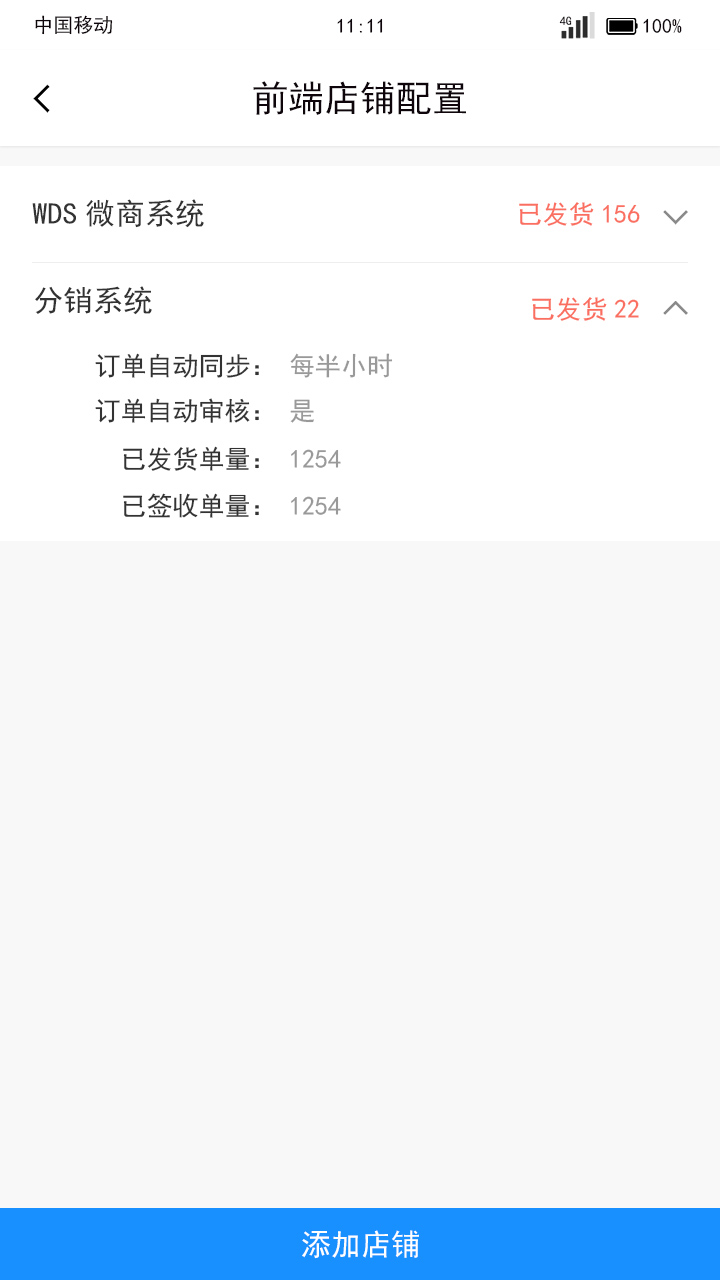 中国移动 11:11 4G 100%
前端店铺配置
WDS 微商系统 已发货 156
分销系统 已发货 22
订单自动同步: 每半小时
订单自动审核: 是
已发货单量: 1254
已签收单量: 1254
添加店铺